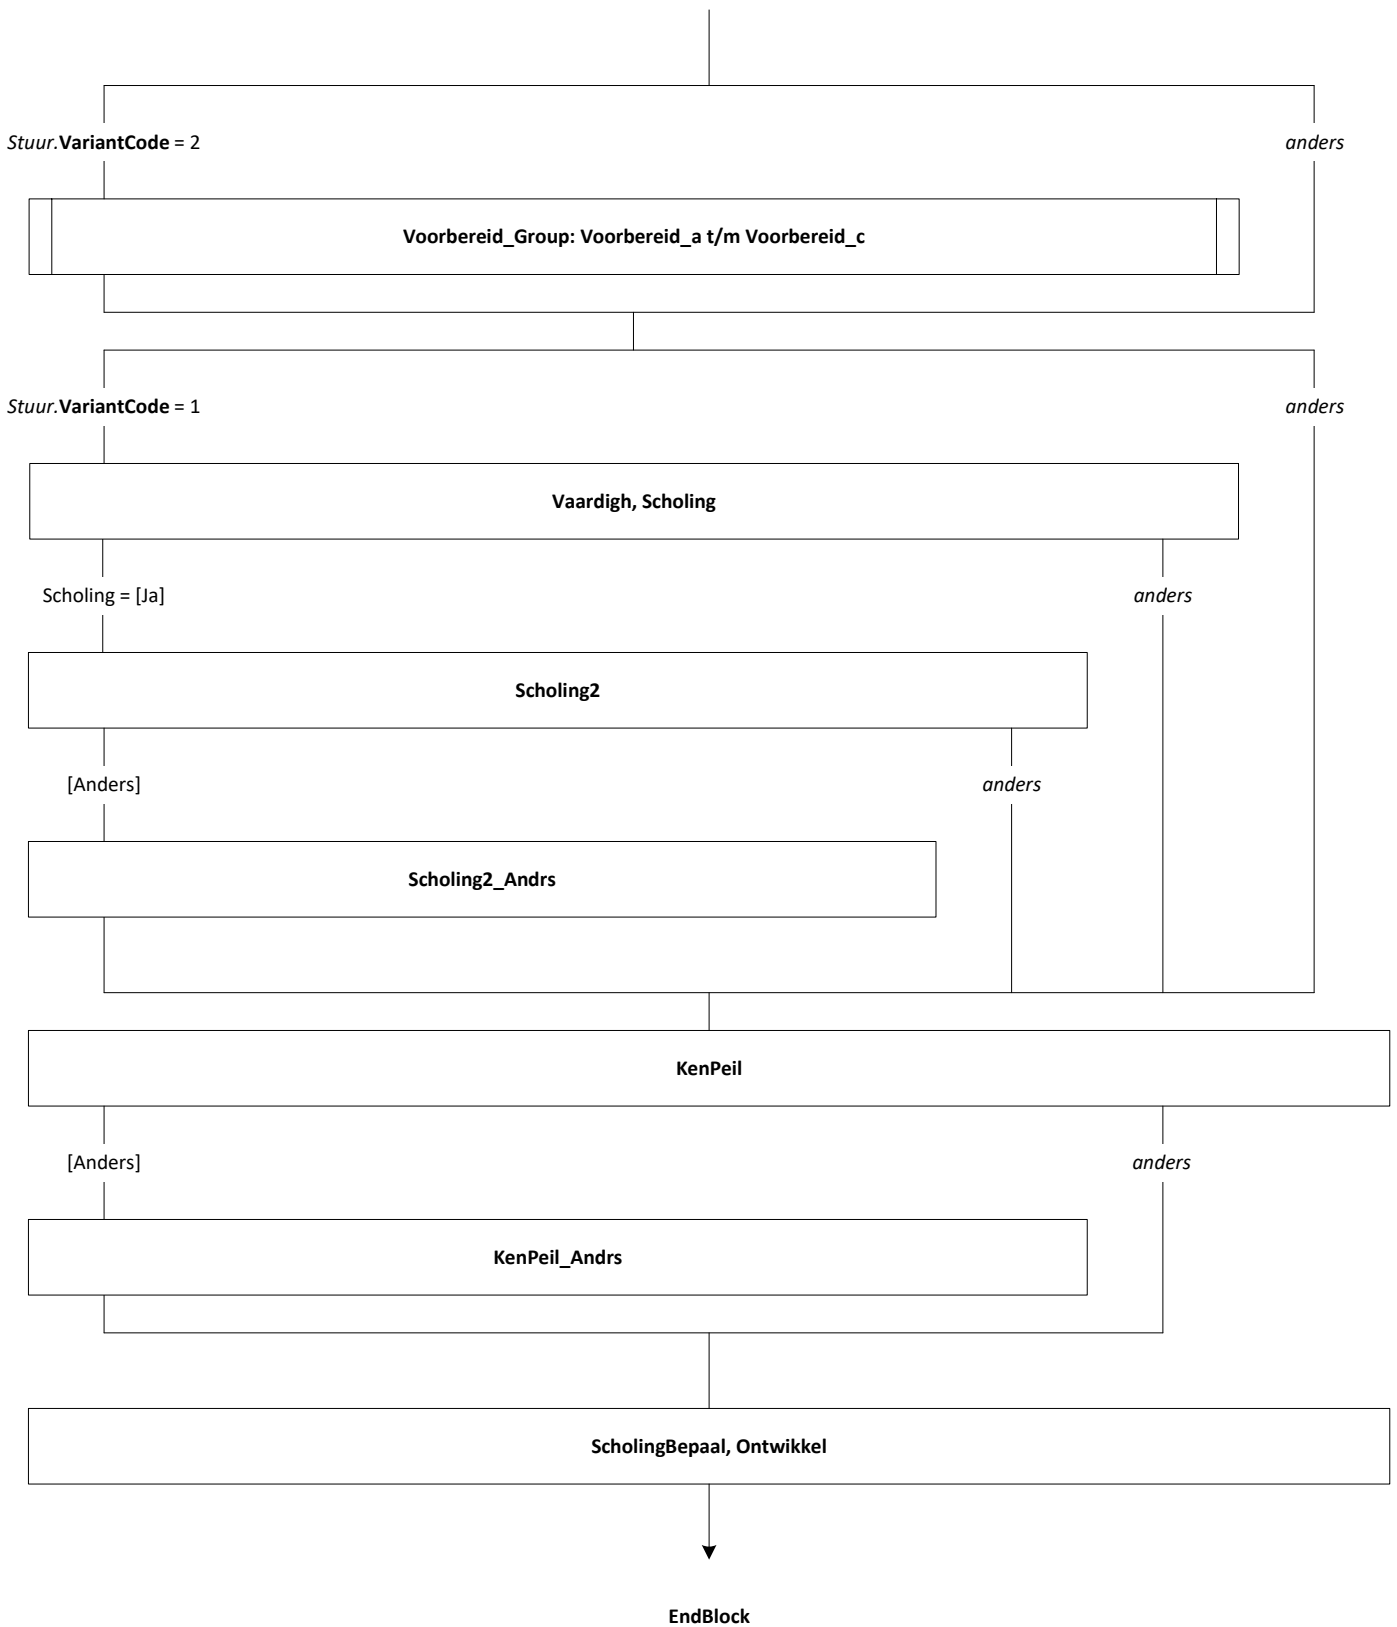 Stuur.VariantCode = 2
anders
Voorbereid_Group: Voorbereid_a t/m Voorbereid_c
Stuur.VariantCode = 1
anders
Vaardigh, Scholing
Scholing = [Ja]
anders
Scholing2
[Anders]
anders
Scholing2_Andrs
KenPeil
[Anders]
anders
KenPeil_Andrs
ScholingBepaal, Ontwikkel
EndBlock